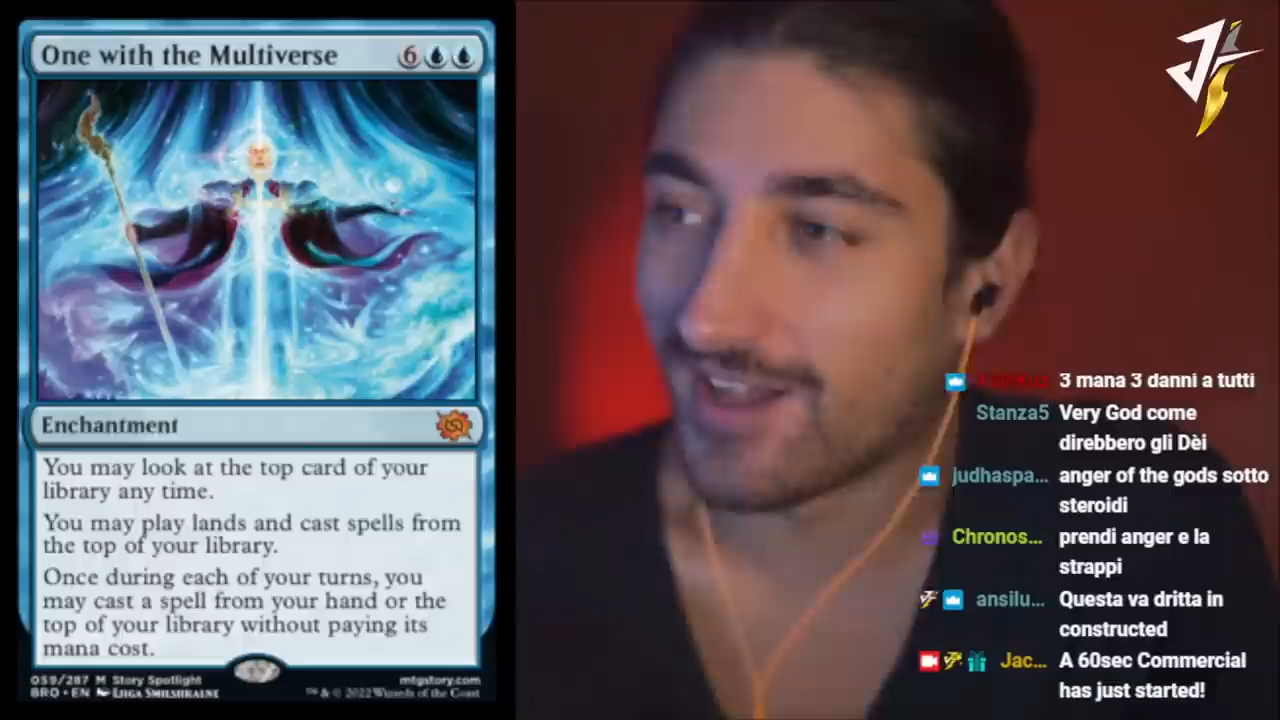 One with the Multiverse 6
Enchantment
You may look at the top card of your
library any time.
You may play lands and cast spells from
the top of your library.
Once during each of your turns, you
may cast a spell from your hand or the
top of your library without paying its
mana cost.
059/287 M Story Spotlight
BRO • EN
mtgstory.com
™ & © 2022 Wizards of the Coast
3 mana 3 danni a tutti
Stanza5 Very God come
direbbero gli Dèi
judhaspa... anger of the gods sotto
steroidi
Chronos... prendi anger e la
strappi
ansilu... Questa va dritta in
constructed
Jac... A 60sec Commercial
has just started!